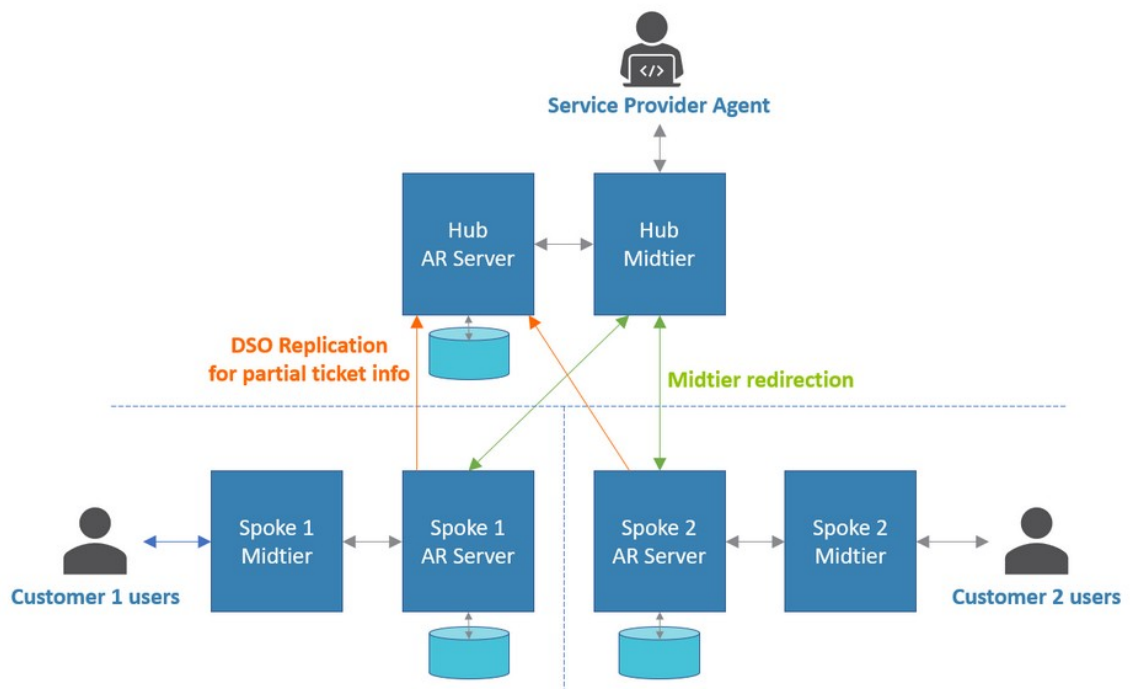 </>
Service Provider Agent
Hub
AR Server
Hub
Midtier
DSO Replication
for partial ticket info
Midtier redirection
Spoke 1
Midtier
Spoke 1
AR Server
Spoke 2
AR Server
Spoke 2
Midtier
Customer 1 users
Customer 2 users